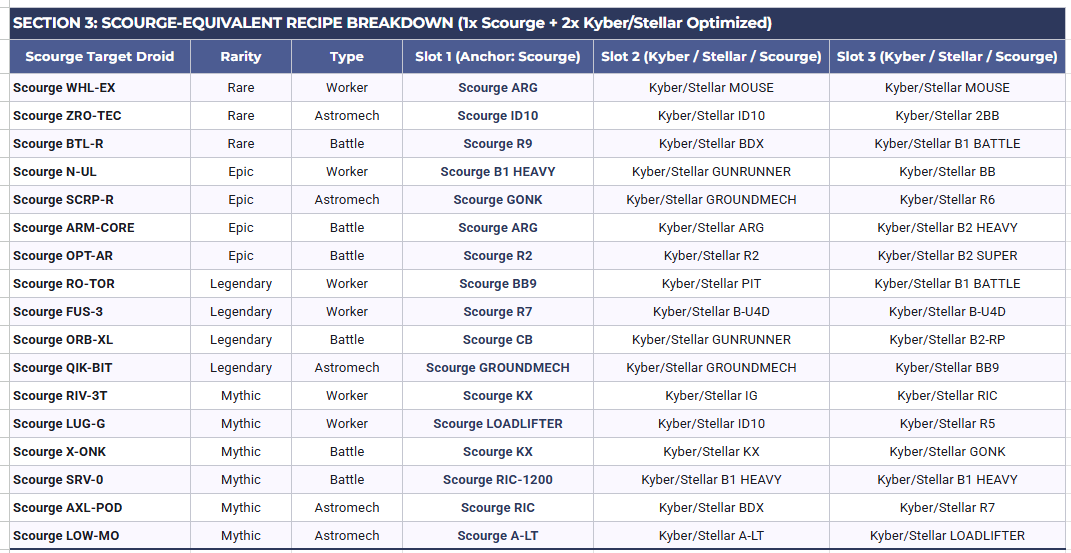 SECTION 3: SCOURGE-EQUIVALENT RECIPE BREAKDOWN (1x Scourge + 2x Kyber/Stellar Optimized)
Scourge Target Droid Rarity Type Slot 1 (Anchor: Scourge) Slot 2 (Kyber / Stellar / Scourge) Slot 3 (Kyber / Stellar / Scourge)
Scourge WHL-EX Rare Worker Scourge ARG Kyber/Stellar MOUSE Kyber/Stellar MOUSE
Scourge ZRO-TEC Rare Astromech Scourge ID10 Kyber/Stellar ID10 Kyber/Stellar 2BB
Scourge BTL-R Rare Battle Scourge R9 Kyber/Stellar BDX Kyber/Stellar B1 BATTLE
Scourge N-UL Epic Worker Scourge B1 HEAVY Kyber/Stellar GUNRUNNER Kyber/Stellar BB
Scourge SCRP-R Epic Astromech Scourge GONK Kyber/Stellar GROUNDMECH Kyber/Stellar R6
Scourge ARM-CORE Epic Battle Scourge ARG Kyber/Stellar ARG Kyber/Stellar B2 HEAVY
Scourge OPT-AR Epic Battle Scourge R2 Kyber/Stellar R2 Kyber/Stellar B2 SUPER
Scourge RO-TOR Legendary Worker Scourge BB9 Kyber/Stellar PIT Kyber/Stellar B1 BATTLE
Scourge FUS-3 Legendary Worker Scourge R7 Kyber/Stellar B-U4D Kyber/Stellar B-U4D
Scourge ORB-XL Legendary Battle Scourge CB Kyber/Stellar GUNRUNNER Kyber/Stellar B2-RP
Scourge QIK-BIT Legendary Astromech Scourge GROUNDMECH Kyber/Stellar GROUNDMECH Kyber/Stellar BB9
Scourge RIV-3T Mythic Worker Scourge KX Kyber/Stellar IG Kyber/Stellar RIC
Scourge LUG-G Mythic Worker Scourge LOADLIFTER Kyber/Stellar ID10 Kyber/Stellar R5
Scourge X-ONK Mythic Battle Scourge KX Kyber/Stellar KX Kyber/Stellar GONK
Scourge SRV-0 Mythic Battle Scourge RIC-1200 Kyber/Stellar B1 HEAVY Kyber/Stellar B1 HEAVY
Scourge AXL-POD Mythic Astromech Scourge RIC Kyber/Stellar BDX Kyber/Stellar R7
Scourge LOW-MO Mythic Astromech Scourge A-LT Kyber/Stellar A-LT Kyber/Stellar LOADLIFTER